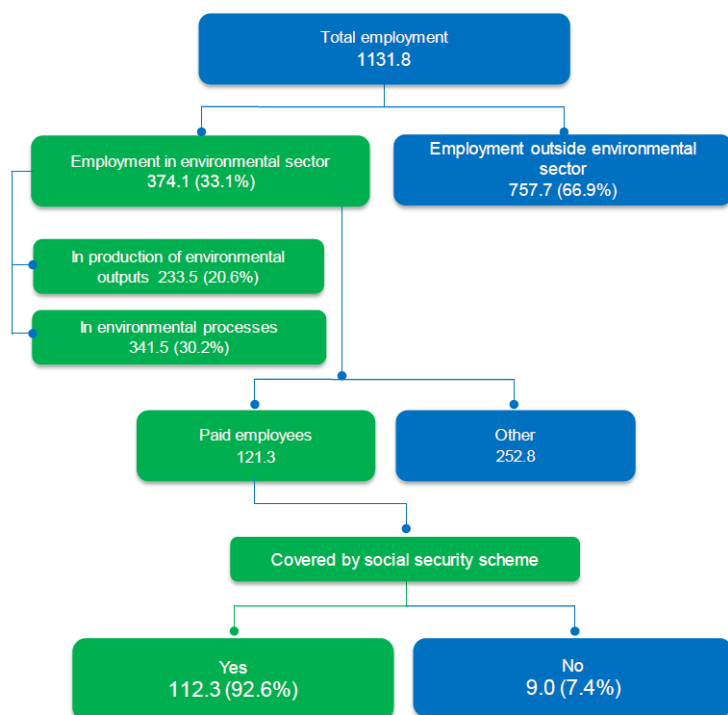 Total employment
1131.8
Employment in environmental sector
374.1 (33.1%)
Employment outside environmental
sector
757.7 (66.9%)
In production of environmental
outputs 233.5 (20.6%)
In environmental processes
341.5 (30.2%)
Paid employees
121.3
Other
252.8
Covered by social security scheme
Yes
112.3 (92.6%)
No
9.0 (7.4%)